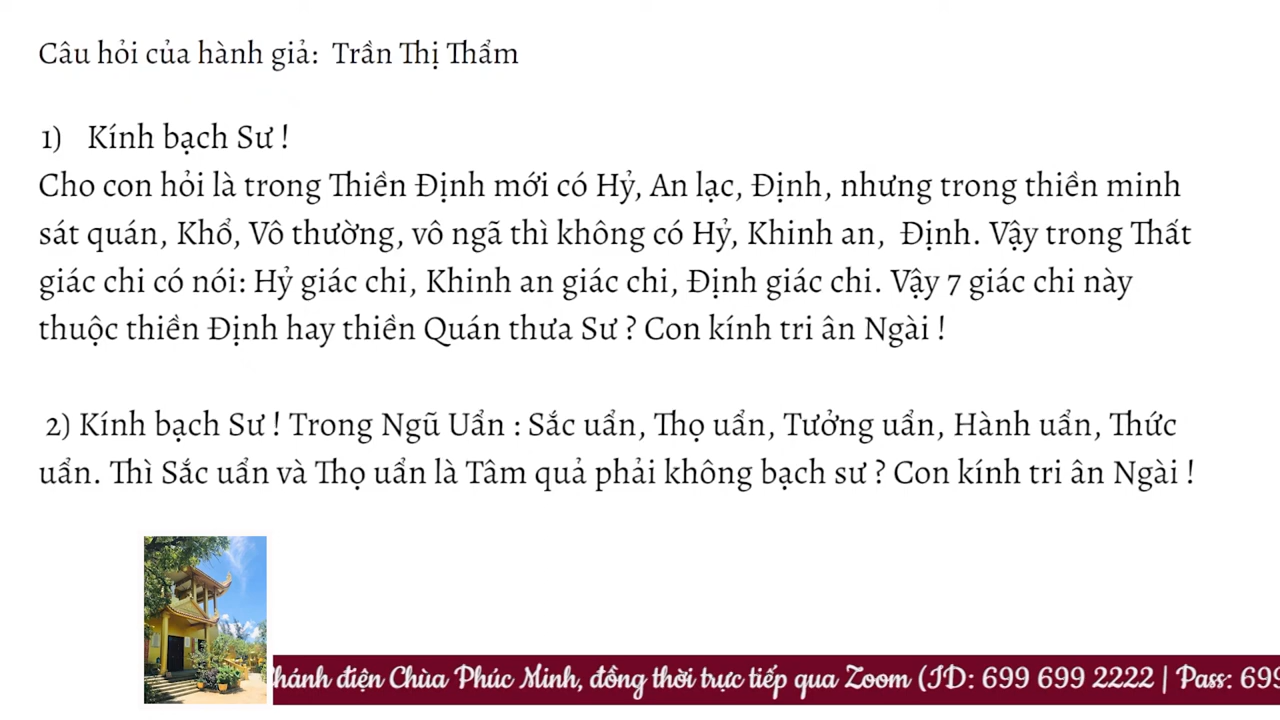 Câu hỏi của hành giả: Trần Thị Thẩm
1) Kính bạch Sư !
Cho con hỏi là trong Thiền Định mới có Hỷ, An lạc, Định, nhưng trong thiền minh
sát quán, Khổ, Vô thường, vô ngã thì không có Hỷ, Khinh an, Định. Vậy trong Thất
giác chi có nói: Hỷ giác chi, Khinh an giác chi, Định giác chi. Vậy 7 giác chi này
thuộc thiền Định hay thiền Quán thưa Sư ? Con kính tri ân Ngài !
2) Kính bạch Sư ! Trong Ngũ Uẩn : Sắc uẩn, Thọ uẩn, Tưởng uẩn, Hành uẩn, Thức
uẩn. Thì Sắc uẩn và Thọ uẩn là Tâm quả phải không bạch sư ? Con kính tri ân Ngài !
hánh điện Chùa Phúc Minh, đồng thời trực tiếp qua Zoom (ID: 699 699 2222 | Pass: 699